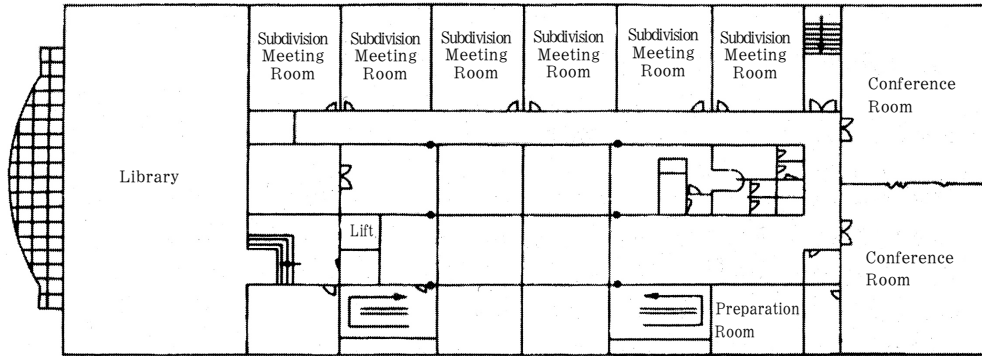 Subdivision
Meeting
Room
Subdivision
Meeting
Room
Subdivision
Meeting
Room
Subdivision
Meeting
Room
Subdivision
Meeting
Room
Subdivision
Meeting
Room
Conference
Room
Library
Lift
Conference
Room
Preparation
Room